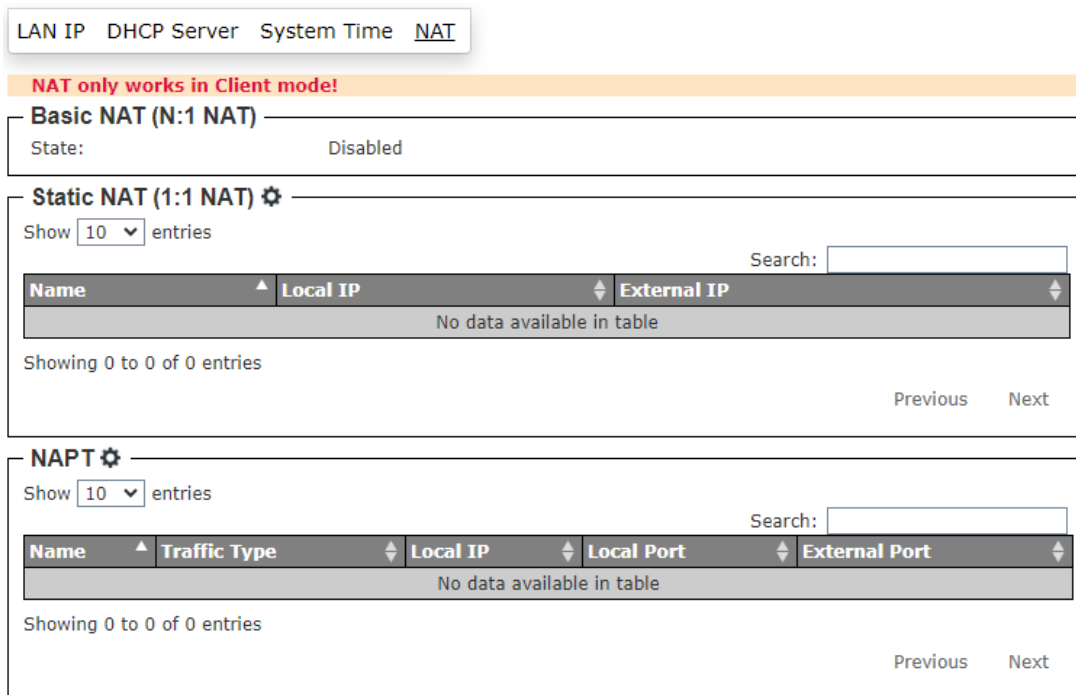 LAN IP DHCP Server System Time NAT
NAT only works in Client mode!
Basic NAT (N:1 NAT)
State: Disabled
Static NAT (1:1 NAT)
Show 10 entries
Search:
Name Local IP External IP
No data available in table
Showing 0 to 0 of 0 entries
Previous Next
NAPT
Show 10 entries
Search:
Name Traffic Type Local IP Local Port External Port
No data available in table
Showing 0 to 0 of 0 entries
Previous Next